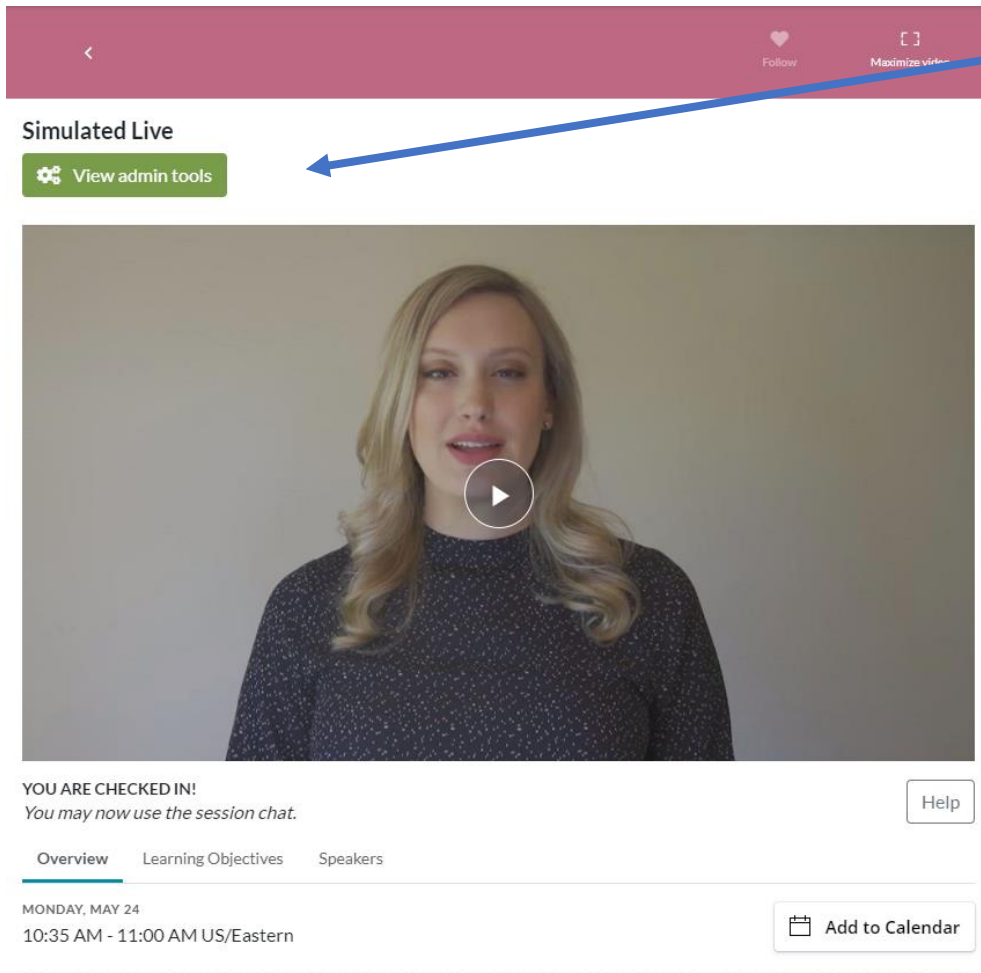 Follow
Maximize video
Simulated Live
View admin tools
YOU ARE CHECKED IN!
You may now use the session chat.
Help
Overview Learning Objectives Speakers
MONDAY, MAY 24
10:35 AM - 11:00 AM US/Eastern
Add to Calendar